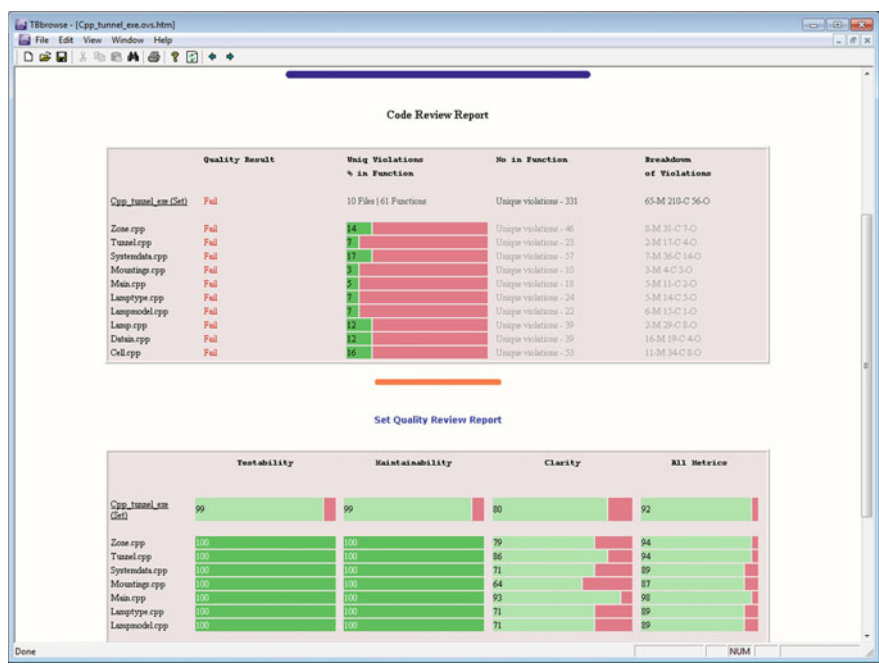 TBbrowse - [Cpp_tunnel_exe.ovs.htm]
File Edit View Window Help
Code Review Report
Quality Result Uniq Violations % in Function No in Function Breakdown of Violations
Cpp_tunnel_exe (Set) Fail 10 Files | 61 Functions Unique violations - 331 65-M 210-C 56-O
Zone.cpp Fail 14 Unique violations - 46 8-M 31-C 7-O
Tunnel.cpp Fail 7 Unique violations - 23 2-M 17-C 4-O
Systemdata.cpp Fail 17 Unique violations - 57 7-M 36-C 14-O
Mountings.cpp Fail 3 Unique violations - 10 3-M 4-C 3-O
Main.cpp Fail 5 Unique violations - 18 5-M 11-C 2-O
Lamptype.cpp Fail 7 Unique violations - 24 5-M 14-C 5-O
Lampmodel.cpp Fail 7 Unique violations - 22 6-M 15-C 1-O
Lamp.cpp Fail 12 Unique violations - 39 2-M 29-C 8-O
Datain.cpp Fail 12 Unique violations - 39 16-M 19-C 4-O
Cell.cpp Fail 16 Unique violations - 53 11-M 34-C 8-O
Set Quality Review Report
Testability Maintainability Clarity All Metrics
Cpp_tunnel_exe (Set) 99 99 80 92
Zone.cpp 100 100 79 94
Tunnel.cpp 100 100 86 94
Systemdata.cpp 100 100 71 89
Mountings.cpp 100 100 64 87
Main.cpp 100 100 93 98
Lamptype.cpp 100 100 71 89
Lampmodel.cpp 100 100 71 89
Done NUM